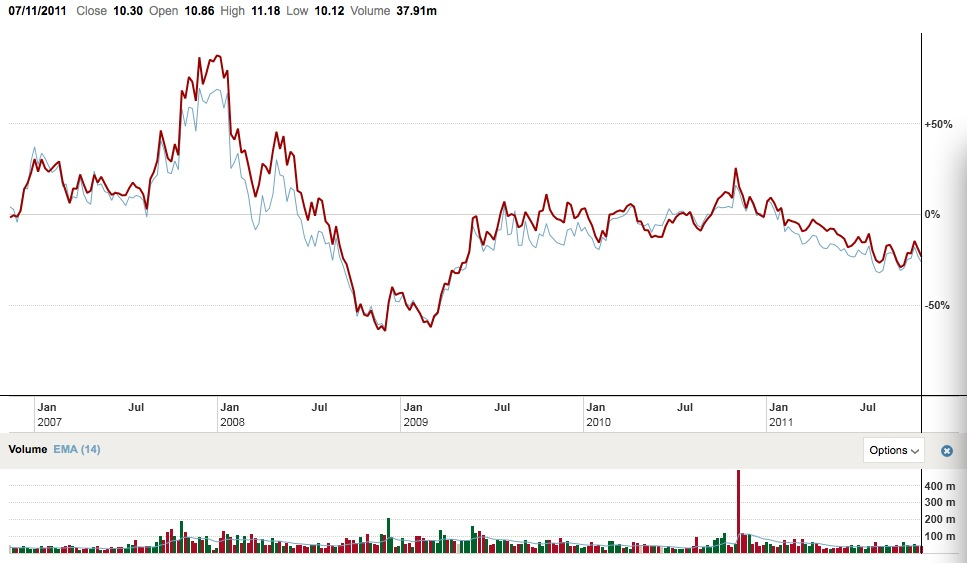 07/11/2011 Close 10.30 Open 10.86 High 11.18 Low 10.12 Volume 37.91m
+50%
0%
-50%
Jan Jul Jan Jul Jan Jul Jan Jul Jan Jul
2007 2008 2009 2010 2011
Volume EMA (14) Options
400 m
300 m
200 m
100 m